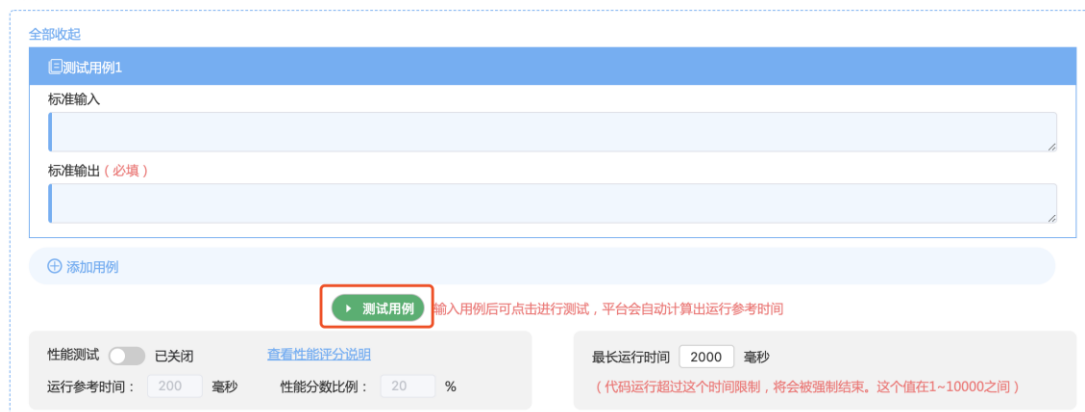 全部收起
测试用例1
标准输入
标准输出（必填）
添加用例
测试用例 输入用例后可点击进行测试，平台会自动计算出运行参考时间
性能测试 已关闭 查看性能评分说明
运行参考时间： 200 毫秒 性能分数比例： 20 %
最长运行时间 2000 毫秒
（代码运行超过这个时间限制，将会被强制结束。这个值在1~10000之间）